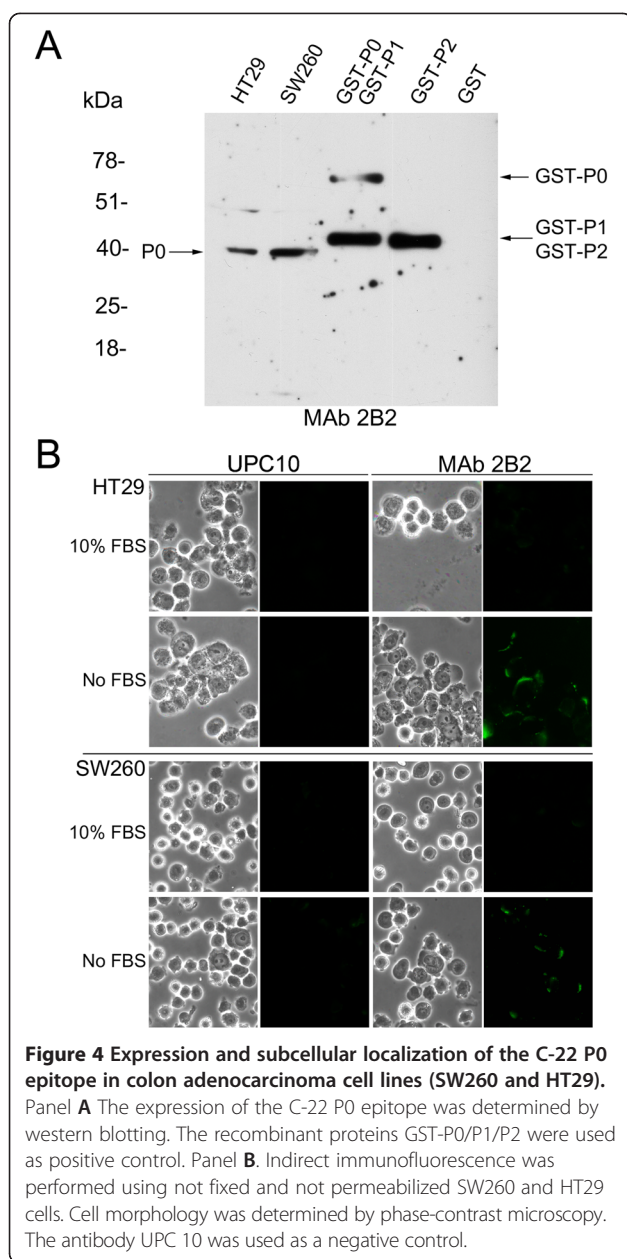 A
HT29
SW260
GST-P0
GST-P1
GST-P2
GST
kDa
78-
51-
40-
25-
18-
P0
GST-P0
GST-P1
GST-P2
MAb 2B2
B
UPC10
MAb 2B2
HT29
10% FBS
No FBS
SW260
10% FBS
No FBS
Figure 4 Expression and subcellular localization of the C-22 P0
epitope in colon adenocarcinoma cell lines (SW260 and HT29).
Panel A The expression of the C-22 P0 epitope was determined by
western blotting. The recombinant proteins GST-P0/P1/P2 were used
as positive control. Panel B. Indirect immunofluorescence was
performed using not fixed and not permeabilized SW260 and HT29
cells. Cell morphology was determined by phase-contrast microscopy.
The antibody UPC 10 was used as a negative control.